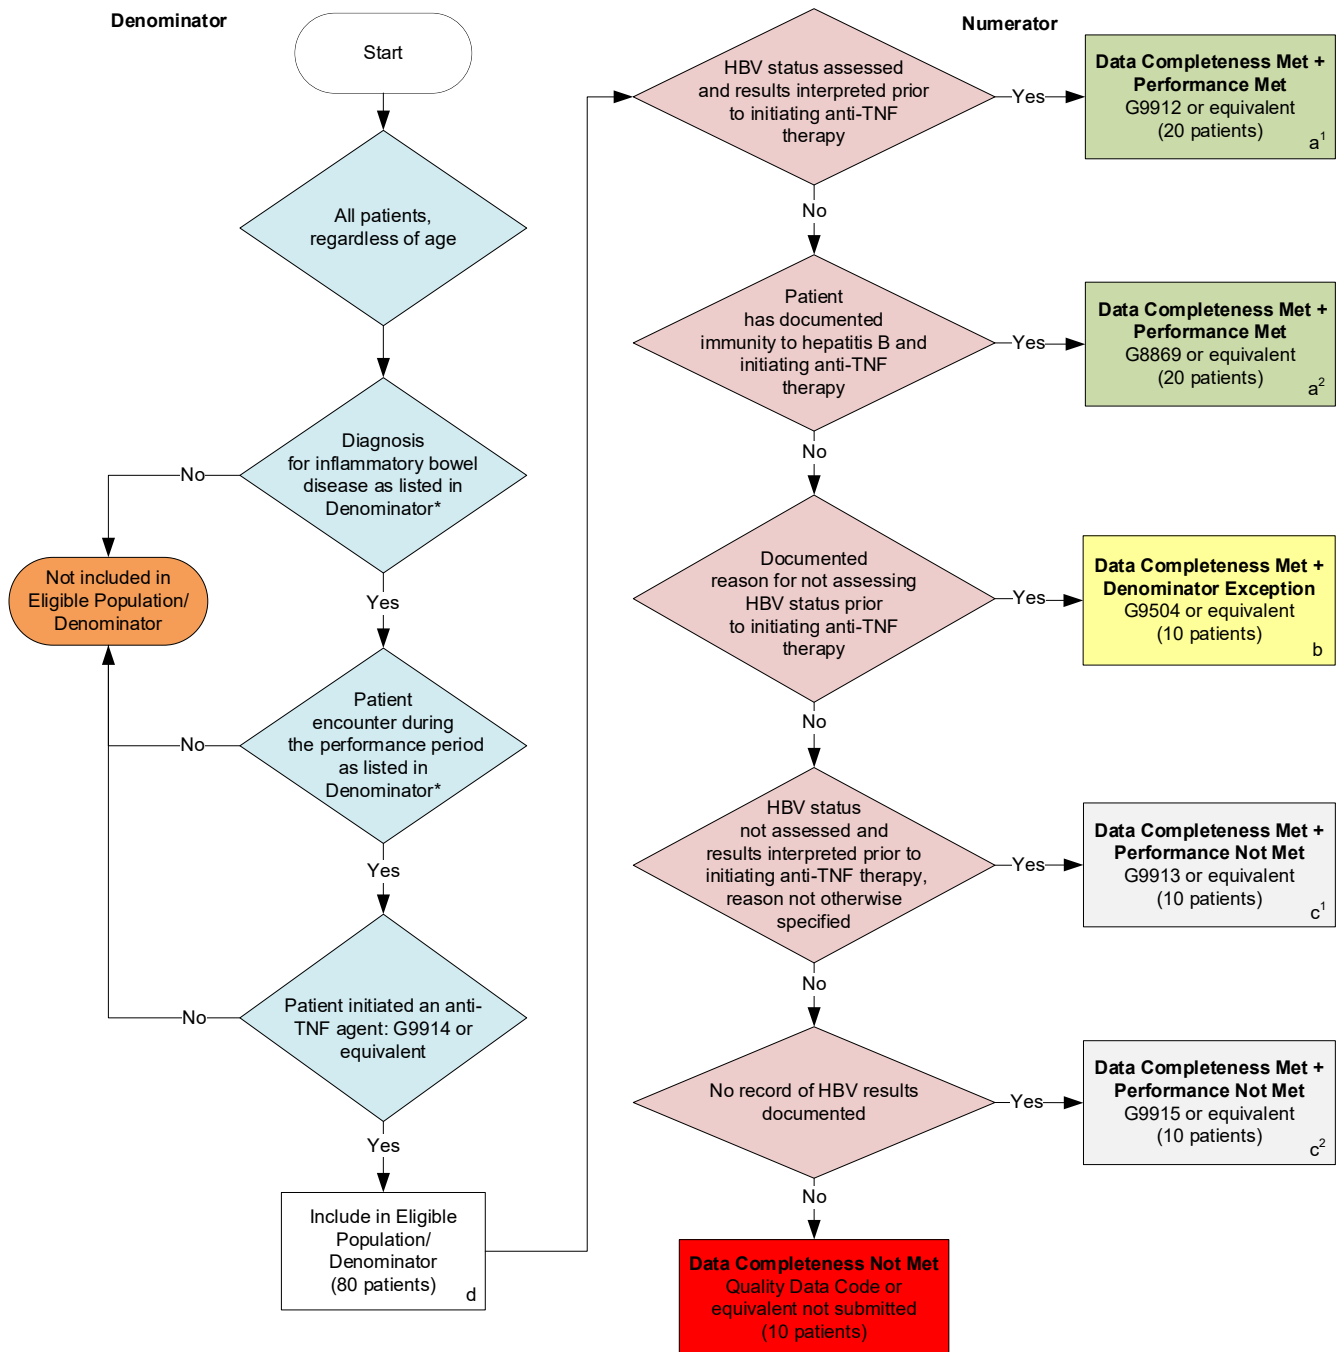 Denominator
Start
All patients,
regardless of age
Diagnosis
for inflammatory bowel
disease as listed in
Denominator*
No
Not included in
Eligible Population/
Denominator
Yes
Patient
encounter during
the performance period
as listed in
Denominator*
No
Yes
Patient initiated an anti-
TNF agent: G9914 or
equivalent
No
Yes
Include in Eligible
Population/
Denominator
(80 patients)
d
Numerator
HBV status assessed
and results interpreted prior
to initiating anti-TNF
therapy
Yes
Data Completeness Met +
Performance Met
G9912 or equivalent
(20 patients)
a¹
No
Patient
has documented
immunity to hepatitis B and
initiating anti-TNF
therapy
Yes
Data Completeness Met +
Performance Met
G8869 or equivalent
(20 patients)
a²
No
Documented
reason for not assessing
HBV status prior
to initiating anti-TNF
therapy
Yes
Data Completeness Met +
Denominator Exception
G9504 or equivalent
(10 patients)
b
No
HBV status
not assessed and
results interpreted prior to
initiating anti-TNF therapy,
reason not otherwise
specified
Yes
Data Completeness Met +
Performance Not Met
G9913 or equivalent
(10 patients)
c¹
No
No record of HBV results
documented
Yes
Data Completeness Met +
Performance Not Met
G9915 or equivalent
(10 patients)
c²
No
Data Completeness Not Met
Quality Data Code or
equivalent not submitted
(10 patients)